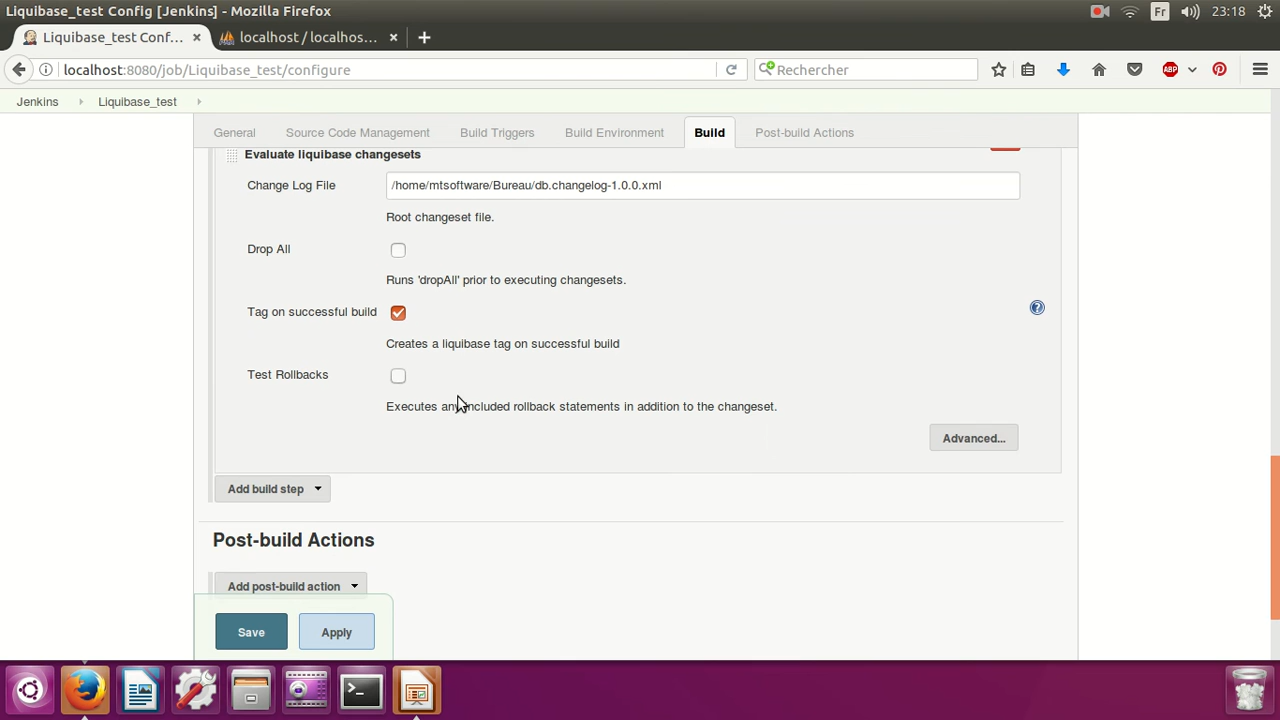 Liquibase_test Config [Jenkins] - Mozilla Firefox
Fr
23:18
Liquibase_test Conf...
localhost / localhos...
localhost:8080/job/Liquibase_test/configure
Rechercher
ABP
Jenkins
Liquibase_test
General
Source Code Management
Build Triggers
Build Environment
Build
Post-build Actions
Evaluate liquibase changesets
Change Log File
/home/mtsoftware/Bureau/db.changelog-1.0.0.xml
Root changeset file.
Drop All
Runs 'dropAll' prior to executing changesets.
Tag on successful build
Creates a liquibase tag on successful build
Test Rollbacks
Executes any included rollback statements in addition to the changeset.
Advanced...
Add build step
Post-build Actions
Add post-build action
Save
Apply